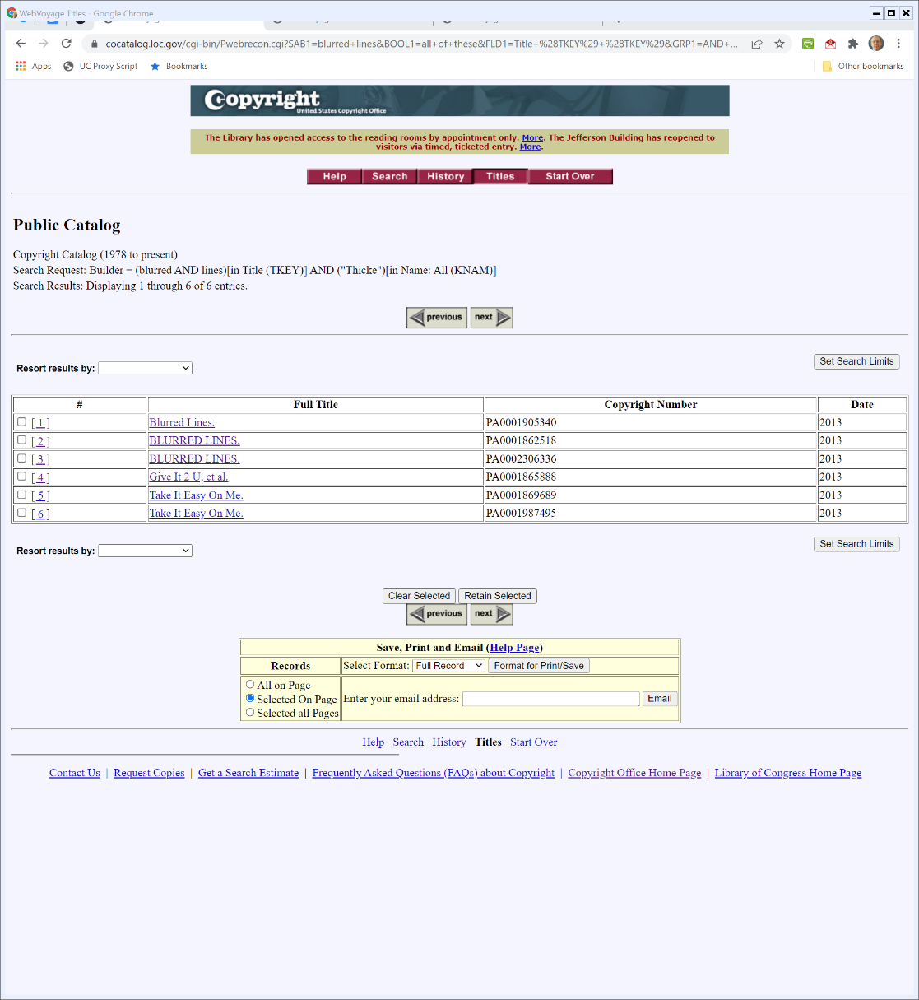 WebVoyage Titles - Google Chrome
cocatalog.loc.gov/cgi-bin/Pwebrecon.cgi?SAB1=blurred+lines&BOOL1=all+of+these&FLD1=Title+%28TKEY%29+%28TKEY%29&GRP1=AND+...
Apps UC Proxy Script Bookmarks Other bookmarks
Copyright
United States Copyright Office
The Library has opened access to the reading rooms by appointment only. More. The Jefferson Building has reopened to
visitors via timed, ticketed entry. More.
Help Search History Titles Start Over
Public Catalog
Copyright Catalog (1978 to present)
Search Request: Builder = (blurred AND lines)[in Title (TKEY)] AND ("Thicke")[in Name: All (KNAM)]
Search Results: Displaying 1 through 6 of 6 entries.
previous next
Resort results by: Set Search Limits
# Full Title Copyright Number Date
[ 1 ] Blurred Lines. PA0001905340 2013
[ 2 ] BLURRED LINES. PA0001862518 2013
[ 3 ] BLURRED LINES. PA0002306336 2013
[ 4 ] Give It 2 U, et al. PA0001865888 2013
[ 5 ] Take It Easy On Me. PA0001869689 2013
[ 6 ] Take It Easy On Me. PA0001987495 2013
Resort results by: Set Search Limits
Clear Selected Retain Selected
previous next
Save, Print and Email (Help Page)
Records Select Format: Full Record Format for Print/Save
All on Page
Selected On Page Enter your email address: Email
Selected all Pages
Help Search History Titles Start Over
Contact Us | Request Copies | Get a Search Estimate | Frequently Asked Questions (FAQs) about Copyright | Copyright Office Home Page | Library of Congress Home Page